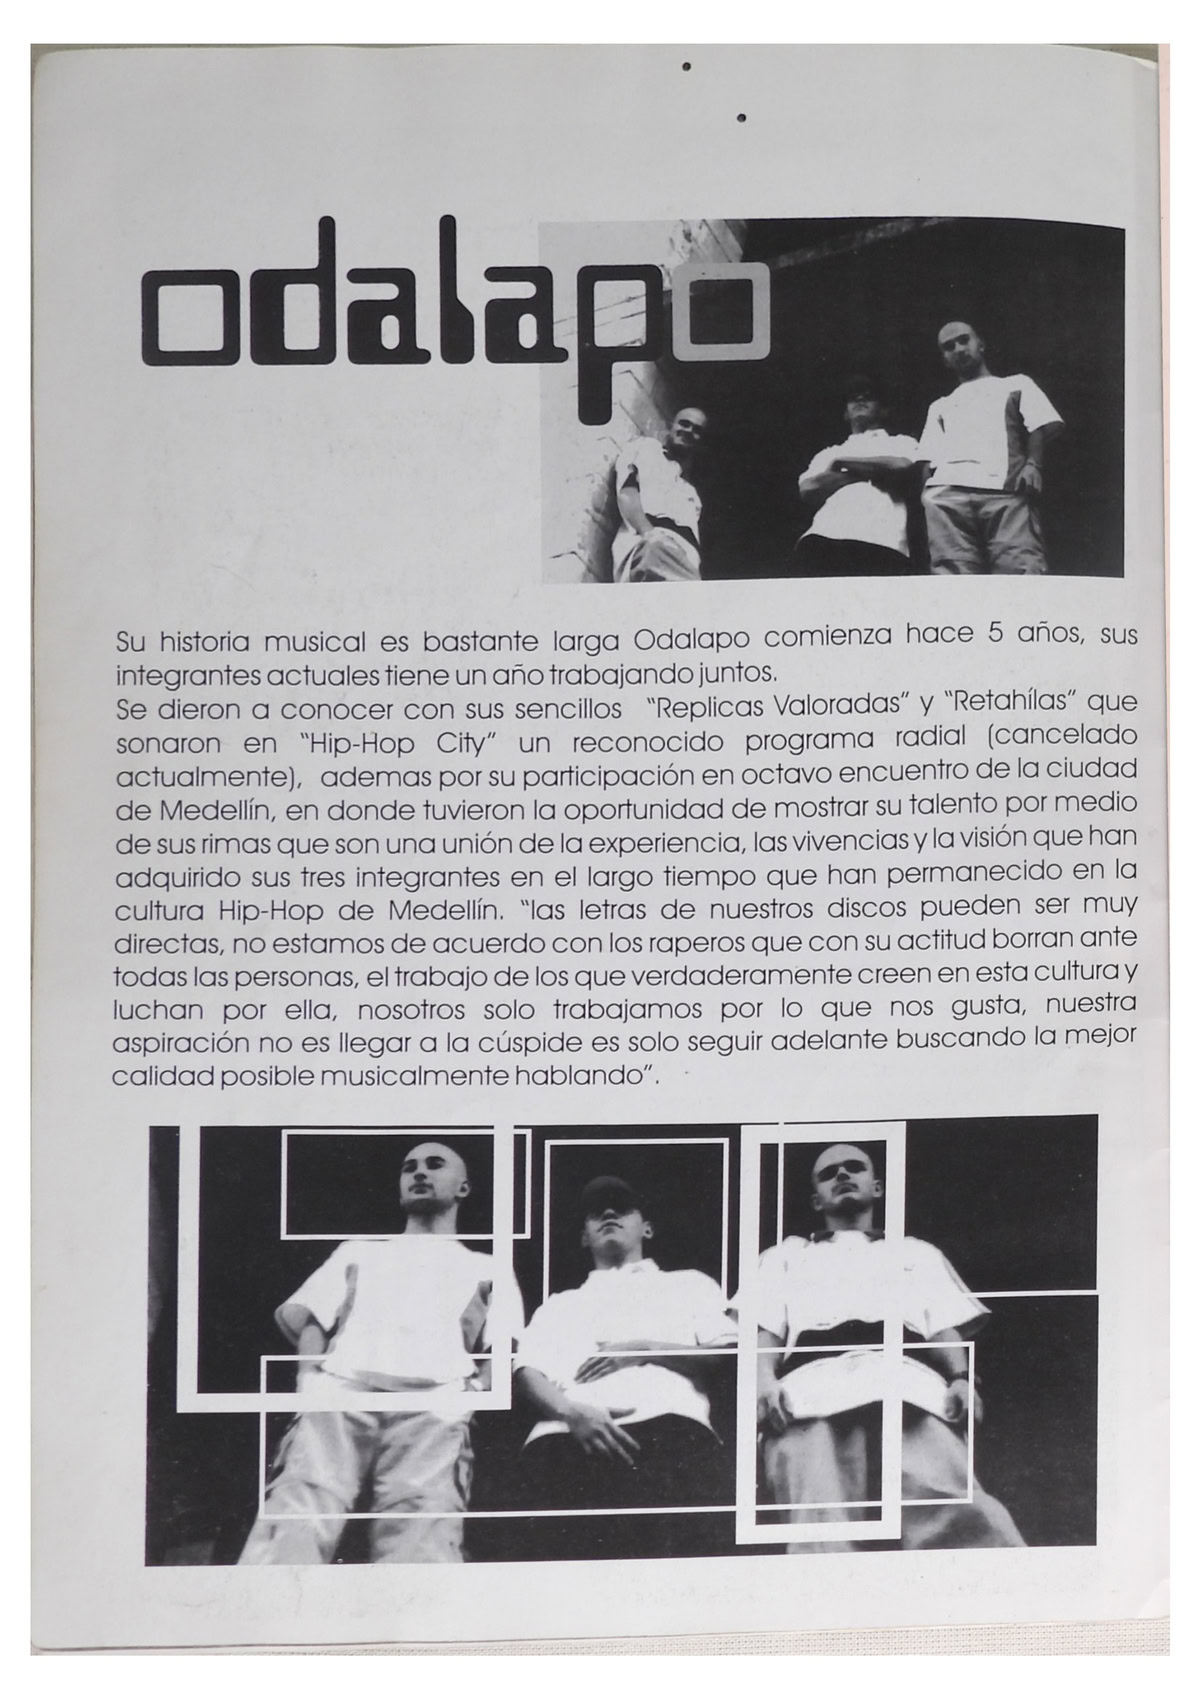 odalapo
Su historia musical es bastante larga Odalapo comienza hace 5 años, sus
integrantes actuales tiene un año trabajando juntos.
Se dieron a conocer con sus sencillos "Replicas Valoradas" y "Retahílas" que
sonaron en "Hip-Hop City" un reconocido programa radial (cancelado
actualmente), ademas por su participación en octavo encuentro de la ciudad
de Medellín, en donde tuvieron la oportunidad de mostrar su talento por medio
de sus rimas que son una unión de la experiencia, las vivencias y la visión que han
adquirido sus tres integrantes en el largo tiempo que han permanecido en la
cultura Hip-Hop de Medellín. "las letras de nuestros discos pueden ser muy
directas, no estamos de acuerdo con los raperos que con su actitud borran ante
todas las personas, el trabajo de los que verdaderamente creen en esta cultura y
luchan por ella, nosotros solo trabajamos por lo que nos gusta, nuestra
aspiración no es llegar a la cúspide es solo seguir adelante buscando la mejor
calidad posible musicalmente hablando".